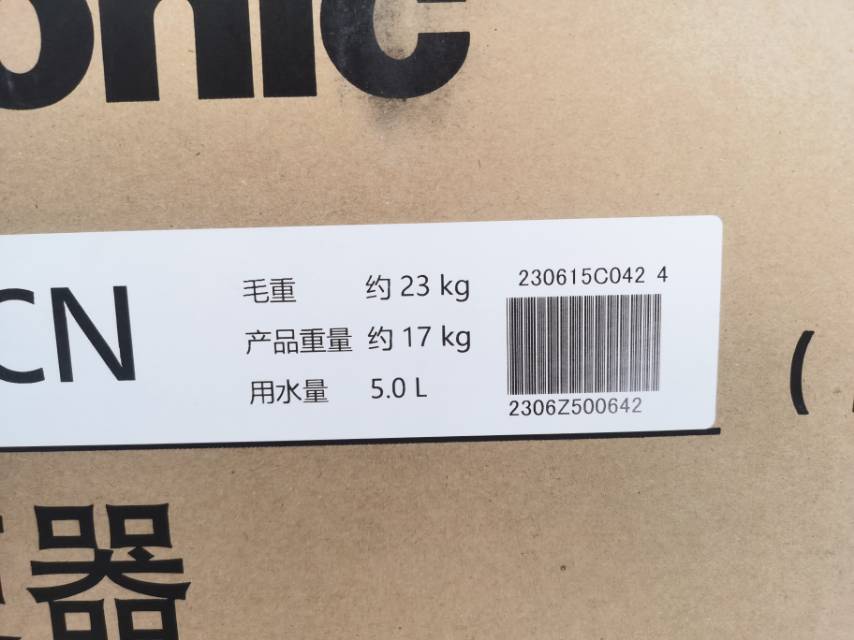 onic
CN
毛重 约 23 kg
产品重量 约 17 kg
用水量 5.0 L
230615C042 4
2306Z500642
(
器